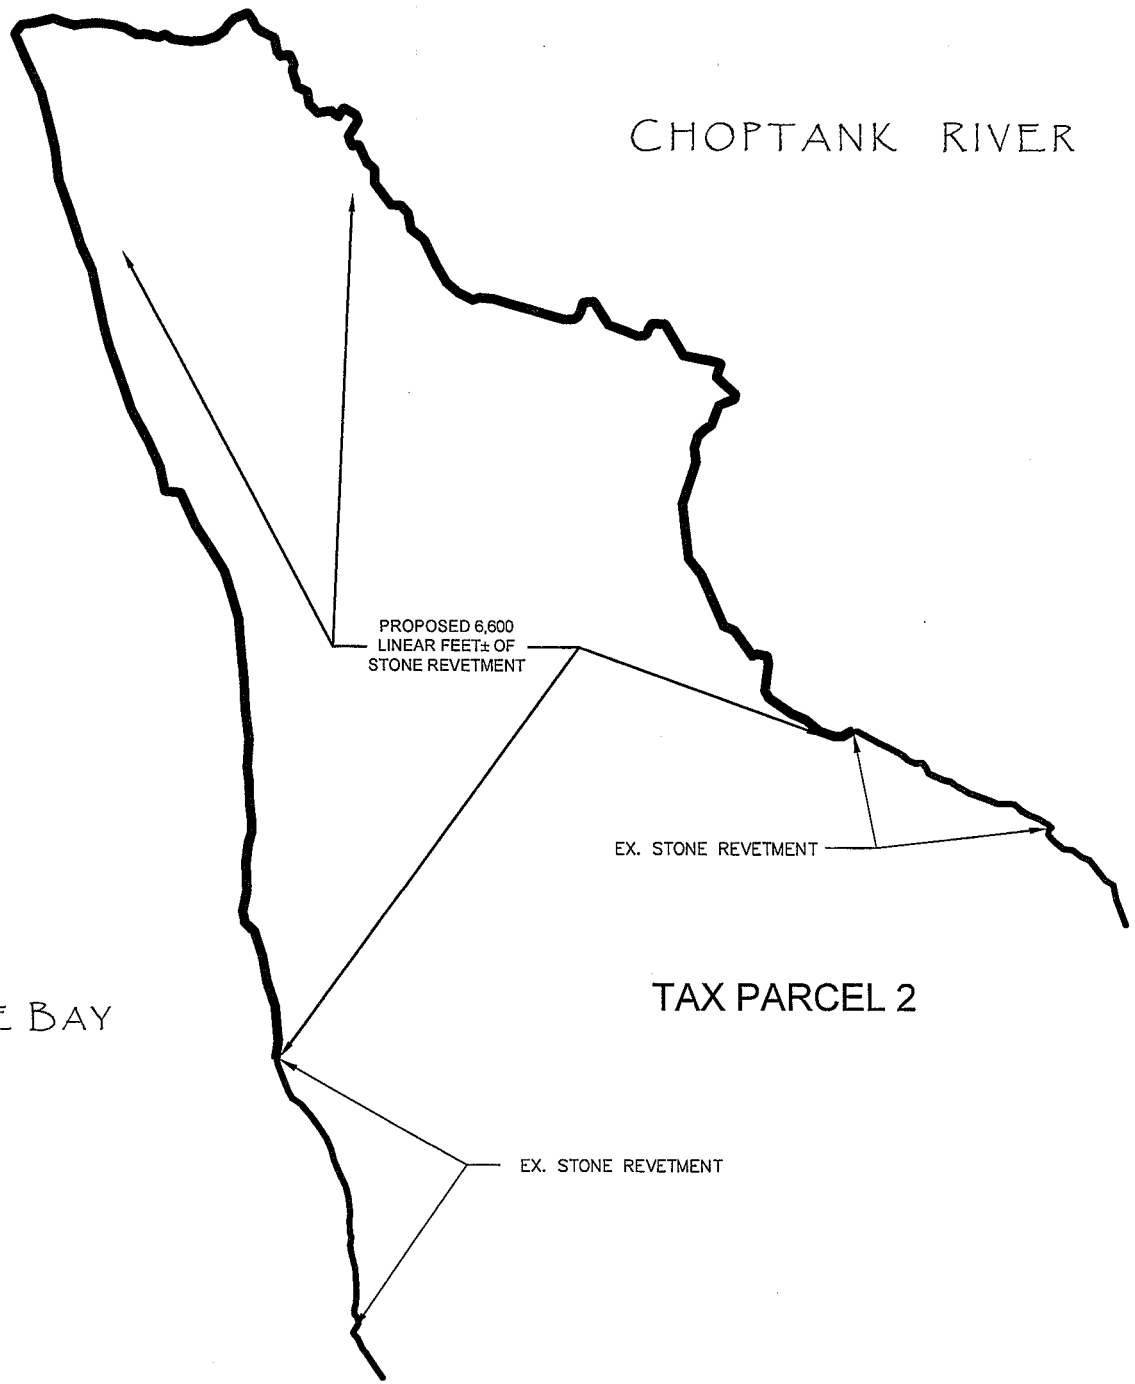 CHOPTANK RIVER
PROPOSED 6,600
LINEAR FEET± OF
STONE REVETMENT
EX. STONE REVETMENT
TAX PARCEL 2
E BAY
EX. STONE REVETMENT